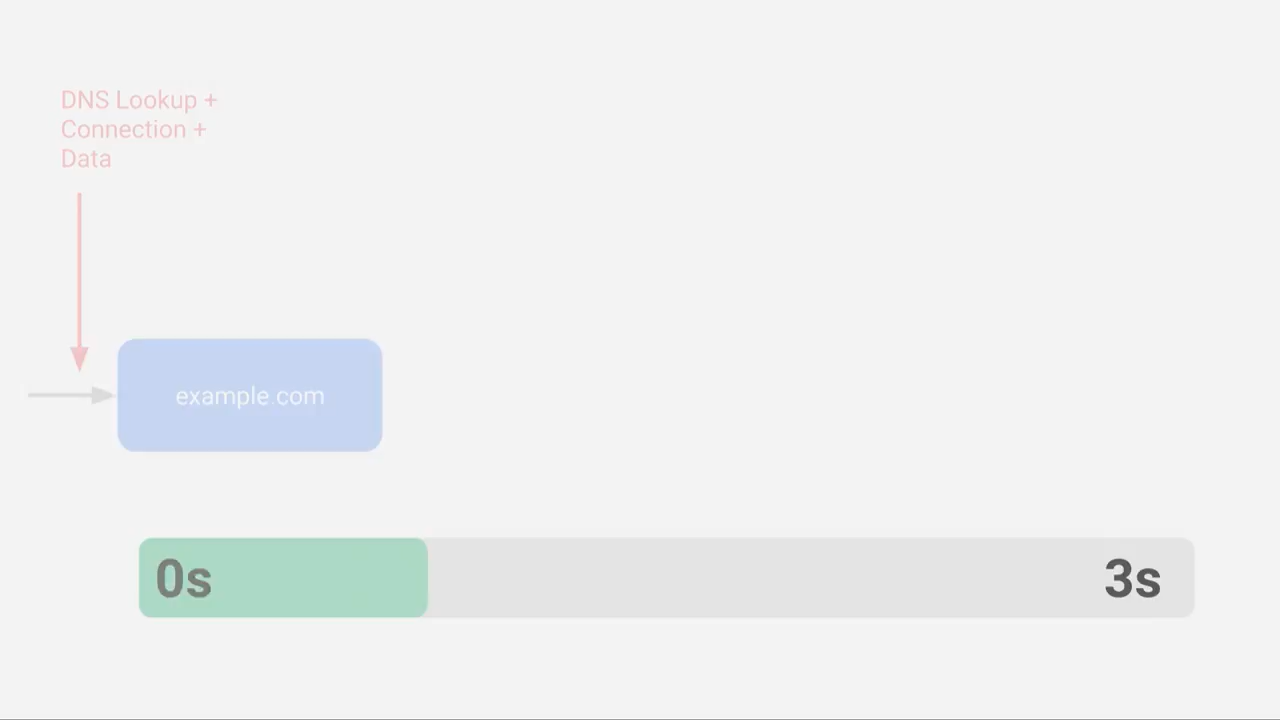 DNS Lookup +
Connection +
Data
example.com
0s
3s